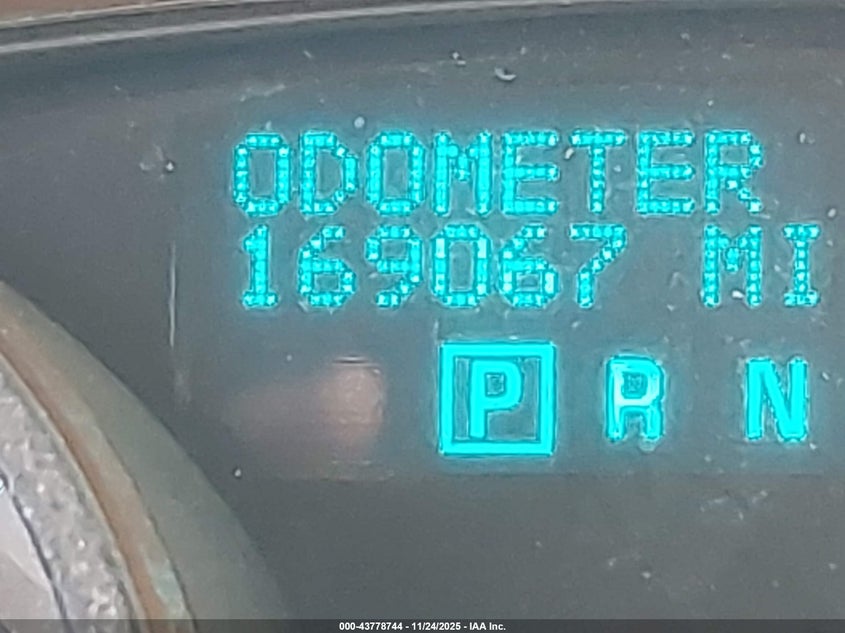 ODOMETER
169067 MI
P R N
000-43778744 - 11/24/2025 - IAA Inc.